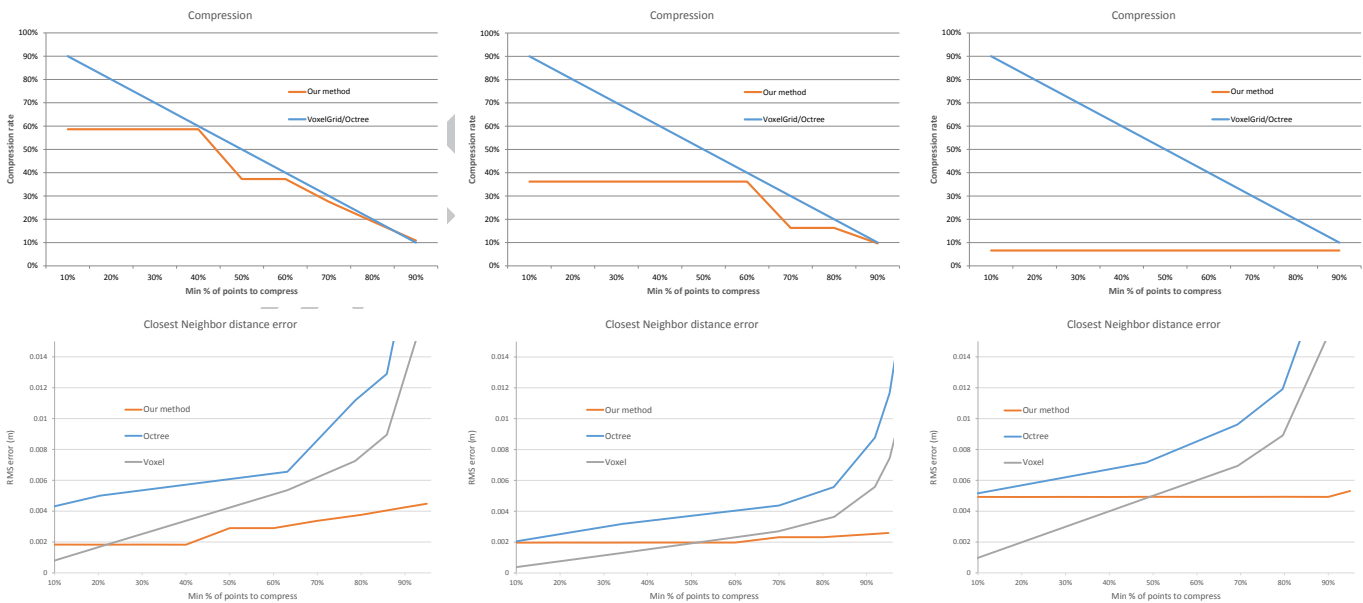 Compression
100%
90%
80%
70%
60%
50%
40%
30%
20%
10%
0%
Compression rate
Our method
VoxelGrid/Octree
10% 20% 30% 40% 50% 60% 70% 80% 90%
Min % of points to compress
Compression
100%
90%
80%
70%
60%
50%
40%
30%
20%
10%
0%
Compression rate
Our method
VoxelGrid/Octree
10% 20% 30% 40% 50% 60% 70% 80% 90%
Min % of points to compress
Compression
100%
90%
80%
70%
60%
50%
40%
30%
20%
10%
0%
Compression rate
Our method
VoxelGrid/Octree
10% 20% 30% 40% 50% 60% 70% 80% 90%
Min % of points to compress
Closest Neighbor distance error
0.014
0.012
0.01
0.008
0.006
0.004
0.002
0
RMS error (m)
Our method
Octree
Voxel
10% 20% 30% 40% 50% 60% 70% 80% 90%
Min % of points to compress
Closest Neighbor distance error
0.014
0.012
0.01
0.008
0.006
0.004
0.002
0
RMS error (m)
Our method
Octree
Voxel
10% 20% 30% 40% 50% 60% 70% 80% 90%
Min % of points to compress
Closest Neighbor distance error
0.014
0.012
0.01
0.008
0.006
0.004
0.002
0
RMS error (m)
Our method
Octree
Voxel
10% 20% 30% 40% 50% 60% 70% 80% 90%
Min % of points to compress